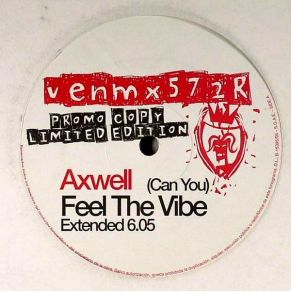 venmx572R
PROMO COPY
LIMITED EDITION
Axwell (Can You)
Feel The Vibe
Extended 6.05